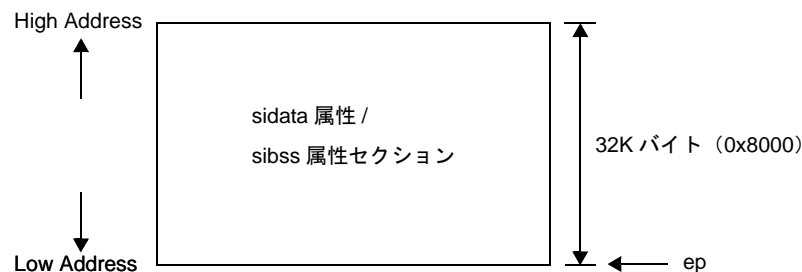 High Address
sidata 属性 /
sibss 属性セクション
32K バイト（0x8000）
Low Address
ep